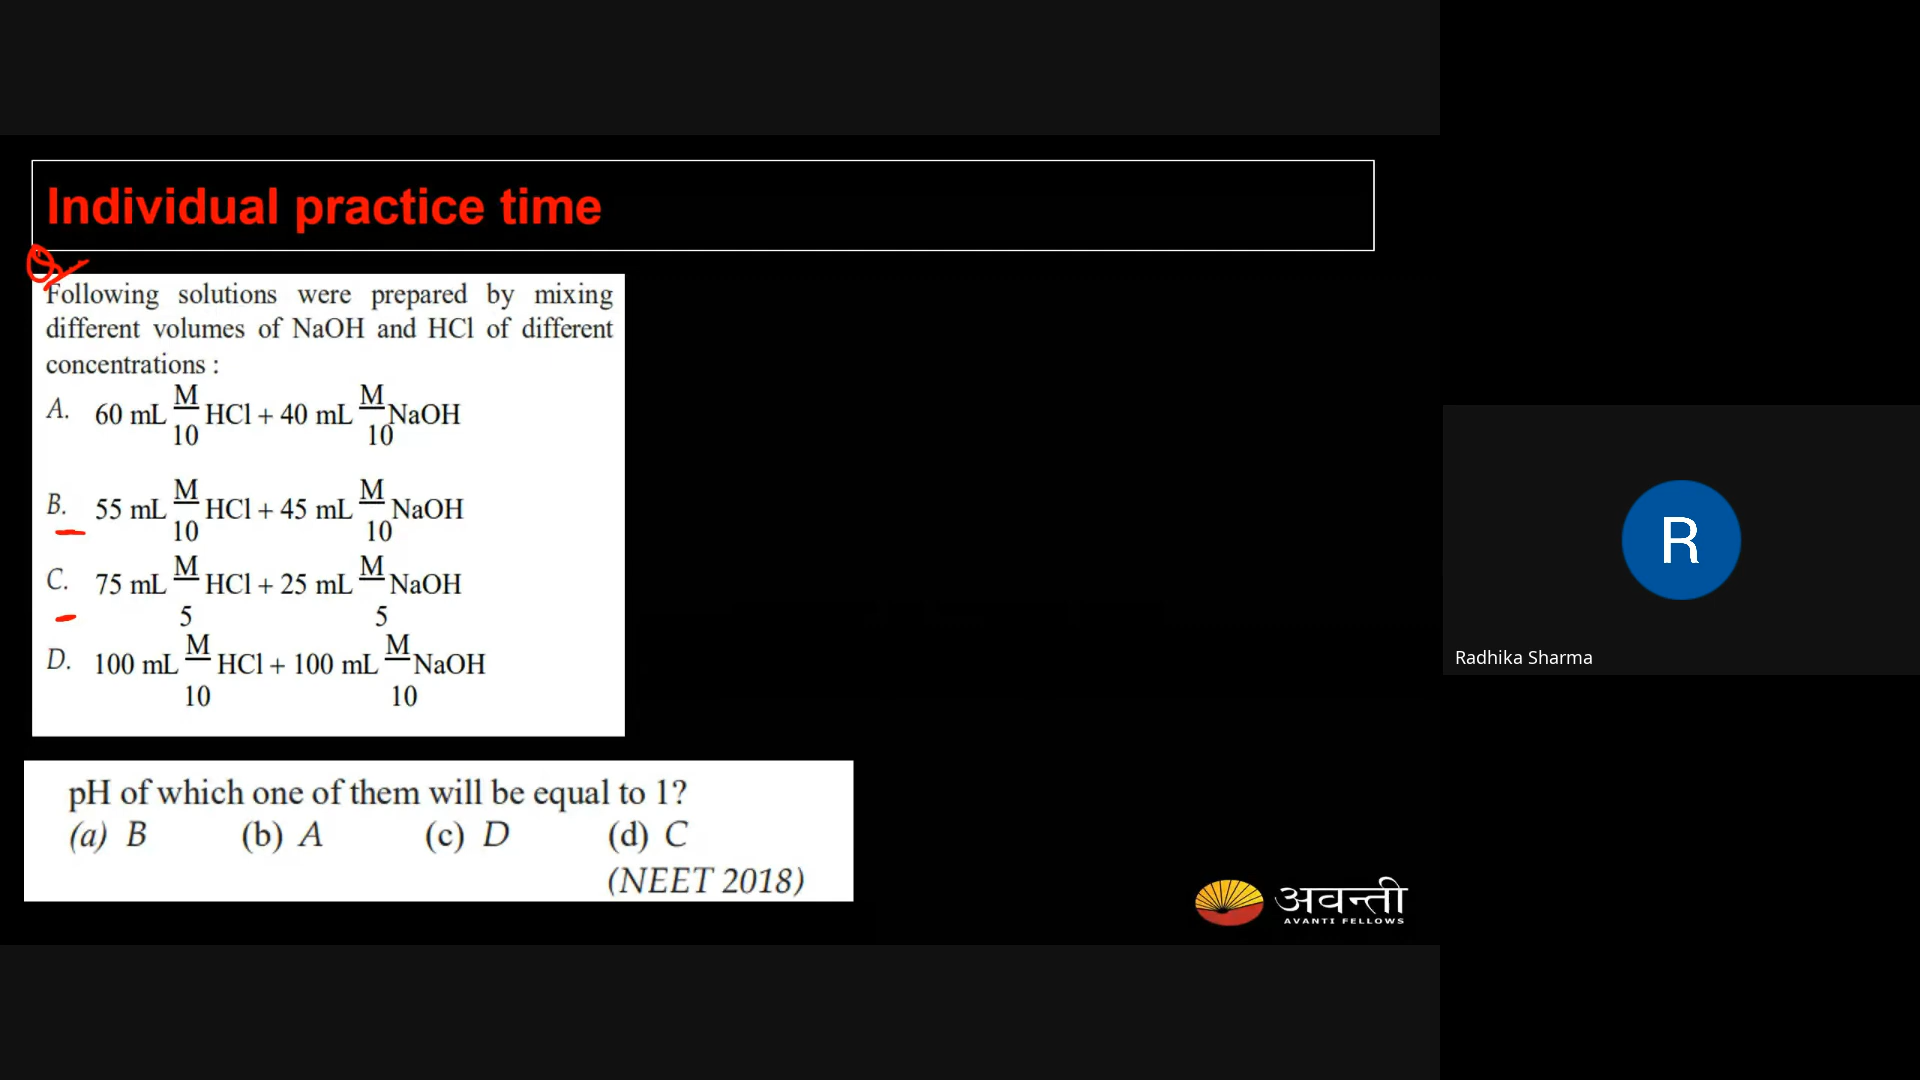 Individual practice time
Following solutions were prepared by mixing
different volumes of NaOH and HCl of different
concentrations :
A. 60 mL M/10 HCl + 40 mL M/10 NaOH
B. 55 mL M/10 HCl + 45 mL M/10 NaOH
C. 75 mL M/5 HCl + 25 mL M/5 NaOH
D. 100 mL M/10 HCl + 100 mL M/10 NaOH
pH of which one of them will be equal to 1?
(a) B (b) A (c) D (d) C
(NEET 2018)
अवन्ती
AVANTI FELLOWS
R
Radhika Sharma